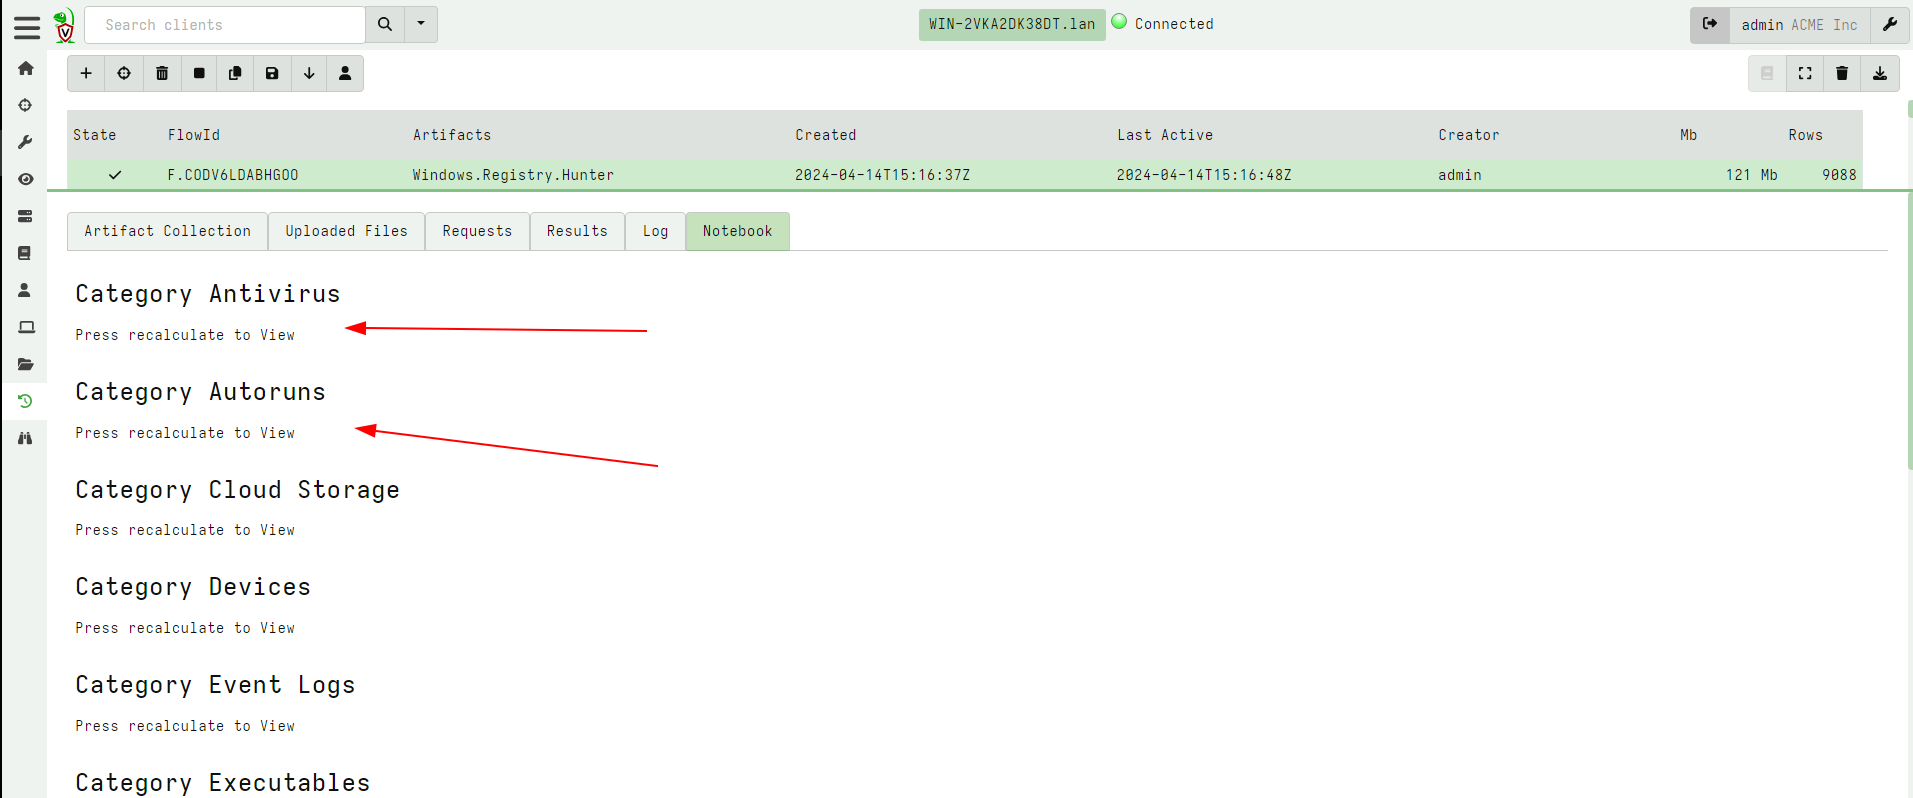 Search clients WIN-2VKA2DK38DT.lan Connected admin ACME Inc
State FlowId Artifacts Created Last Active Creator Mb Rows
F.CODV6LDABHGOO Windows.Registry.Hunter 2024-04-14T15:16:37Z 2024-04-14T15:16:48Z admin 121 Mb 9088
Artifact Collection Uploaded Files Requests Results Log Notebook
Category Antivirus
Press recalculate to View
Category Autoruns
Press recalculate to View
Category Cloud Storage
Press recalculate to View
Category Devices
Press recalculate to View
Category Event Logs
Press recalculate to View
Category Executables